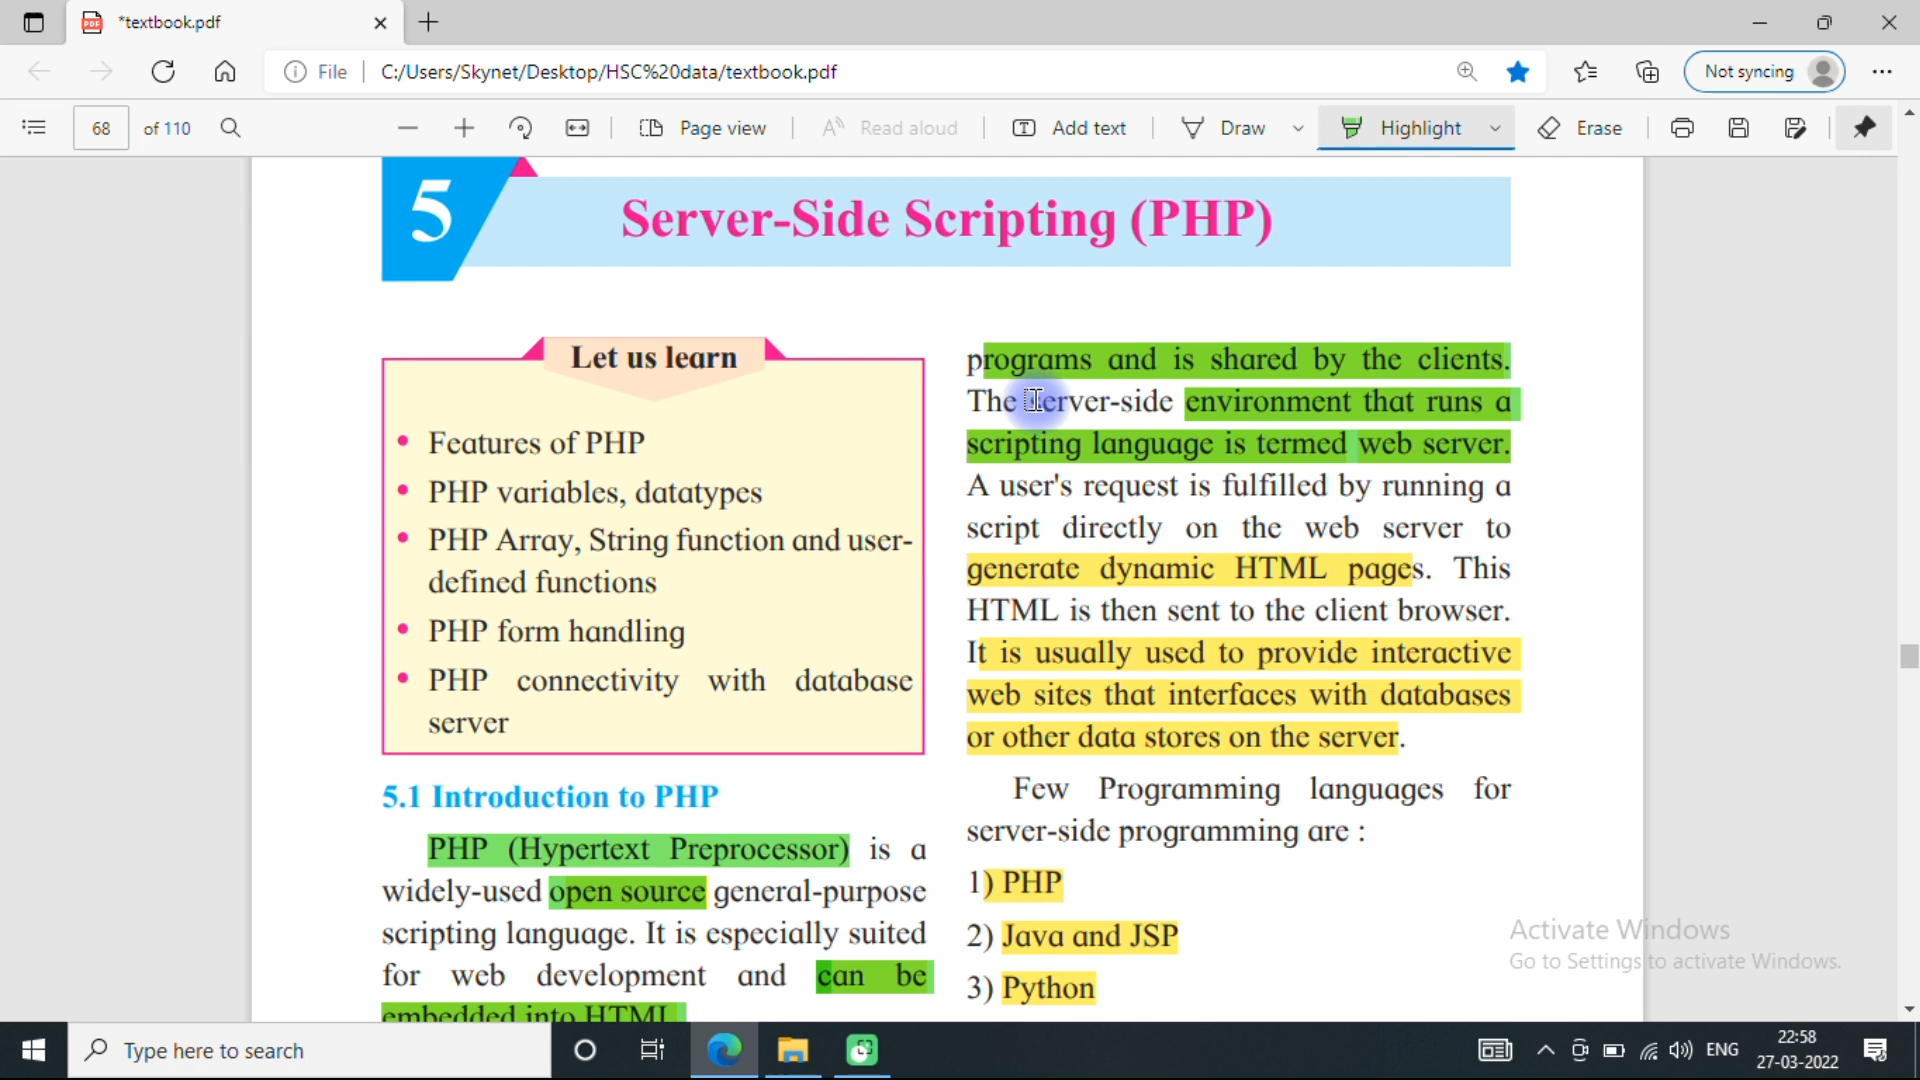 *textbook.pdf
File
C:/Users/Skynet/Desktop/HSC%20data/textbook.pdf
Not syncing
68 of 110
Page view
Read aloud
Add text
Draw
Highlight
Erase
5
Server-Side Scripting (PHP)
Let us learn
• Features of PHP
• PHP variables, datatypes
• PHP Array, String function and user-
defined functions
• PHP form handling
• PHP connectivity with database
server
5.1 Introduction to PHP
PHP (Hypertext Preprocessor) is a
widely-used open source general-purpose
scripting language. It is especially suited
for web development and can be
embedded into HTML.
programs and is shared by the clients.
The server-side environment that runs a
scripting language is termed web server.
A user's request is fulfilled by running a
script directly on the web server to
generate dynamic HTML pages. This
HTML is then sent to the client browser.
It is usually used to provide interactive
web sites that interfaces with databases
or other data stores on the server.
Few Programming languages for
server-side programming are :
1) PHP
2) Java and JSP
3) Python
Activate Windows
Go to Settings to activate Windows.
Type here to search
ENG
22:58
27-03-2022